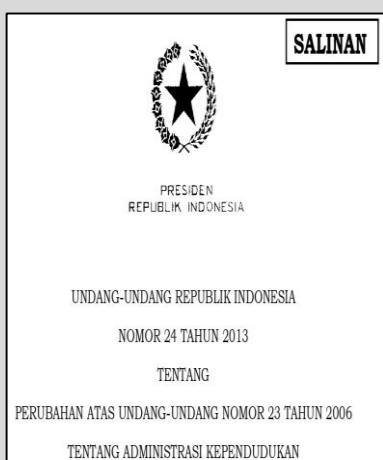 SALINAN
PRESIDEN
REPUBLIK INDONESIA
UNDANG-UNDANG REPUBLIK INDONESIA
NOMOR 24 TAHUN 2013
TENTANG
PERUBAHAN ATAS UNDANG-UNDANG NOMOR 23 TAHUN 2006
TENTANG ADMINISTRASI KEPENDUDUKAN